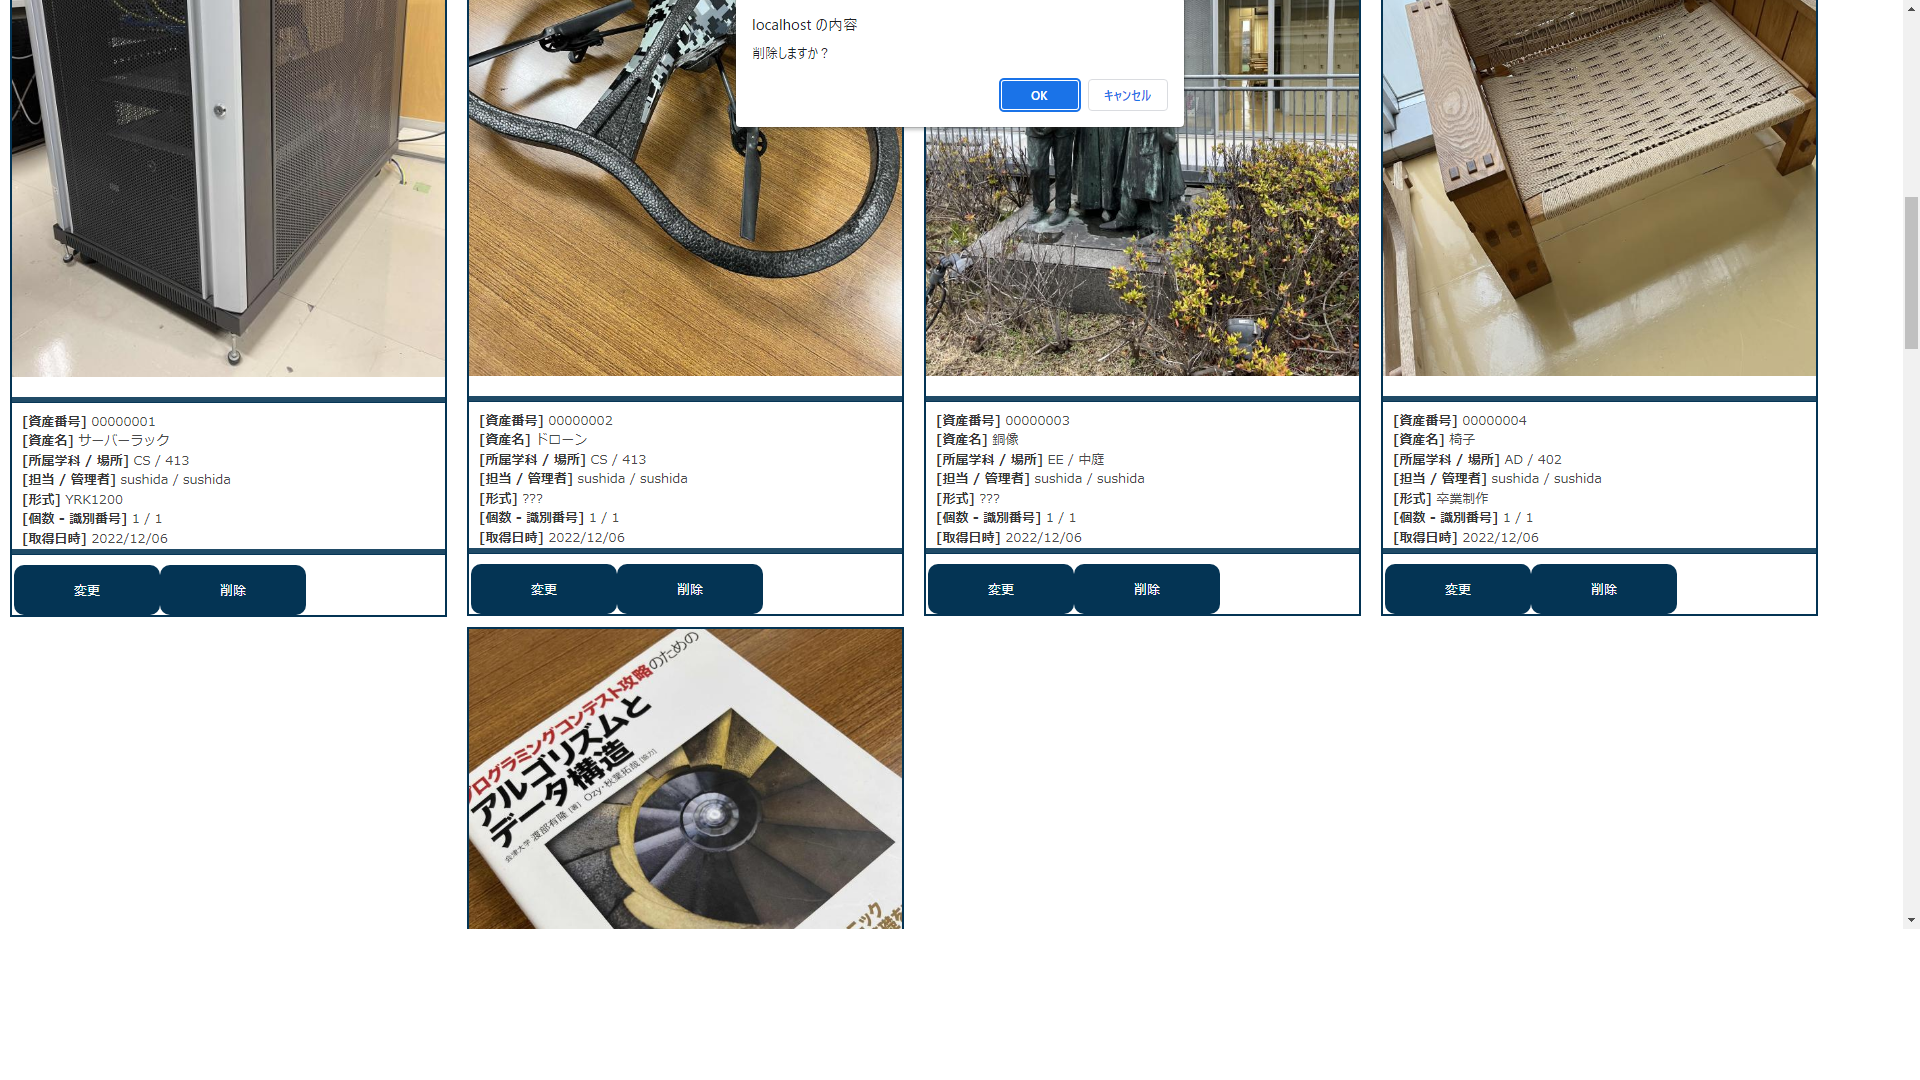 localhost の内容
削除しますか？
OK
キャンセル
[資産番号] 00000001
[資産名] サーバーラック
[所属学科 / 場所] CS / 413
[担当 / 管理者] sushida / sushida
[形式] YRK1200
[個数 - 識別番号] 1 / 1
[取得日時] 2022/12/06
変更
削除
[資産番号] 00000002
[資産名] ドローン
[所属学科 / 場所] CS / 413
[担当 / 管理者] sushida / sushida
[形式] ???
[個数 - 識別番号] 1 / 1
[取得日時] 2022/12/06
変更
削除
[資産番号] 00000003
[資産名] 銅像
[所属学科 / 場所] EE / 中庭
[担当 / 管理者] sushida / sushida
[形式] ???
[個数 - 識別番号] 1 / 1
[取得日時] 2022/12/06
変更
削除
[資産番号] 00000004
[資産名] 椅子
[所属学科 / 場所] AD / 402
[担当 / 管理者] sushida / sushida
[形式] 卒業制作
[個数 - 識別番号] 1 / 1
[取得日時] 2022/12/06
変更
削除
プログラミングコンテスト攻略のための
アルゴリズムと
データ構造
会津大学 渡部有隆 [著] Ozy・秋葉拓哉 [協力]